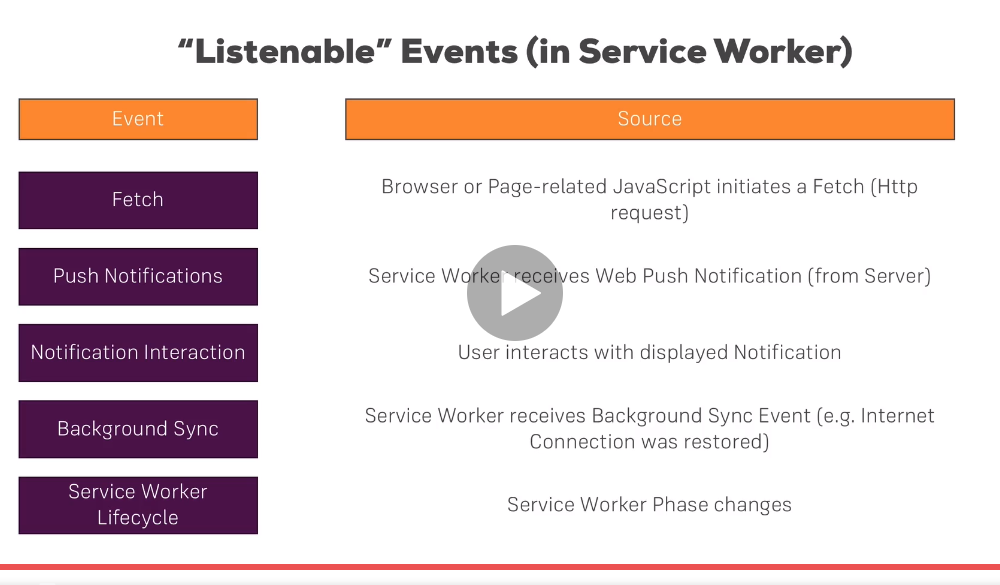 “Listenable” Events (in Service Worker)
Event
Source
Fetch
Browser or Page-related JavaScript initiates a Fetch (Http
request)
Push Notifications
Service Worker receives Web Push Notification (from Server)
Notification Interaction
User interacts with displayed Notification
Background Sync
Service Worker receives Background Sync Event (e.g. Internet
Connection was restored)
Service Worker
Lifecycle
Service Worker Phase changes